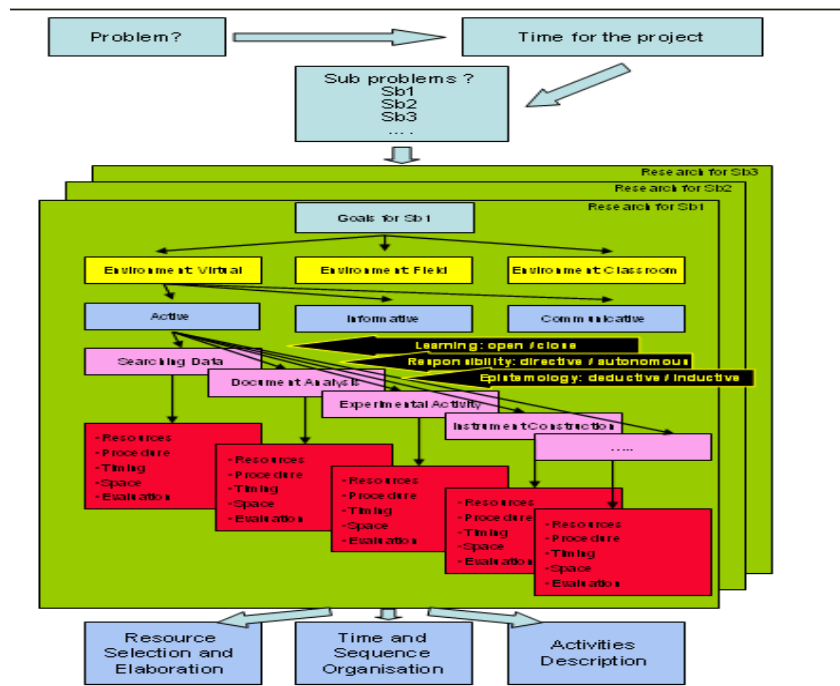 Problem?
Time for the project
Sub problems ?
Sb1
Sb2
Sb3
....
Research for Sb3
Research for Sb2
Research for Sb1
Goals for Sb1
Environment: Virtual
Environment: Field
Environment: Classroom
Active
Informative
Communicative
Learning: open / close
Responsibility: directive / autonomous
Epistemology: deductive / inductive
Searching Data
Document Analysis
Experimental Activity
Instrument Construction
.....
-Resources
-Procedure
-Timing
-Space
-Evaluation
-Resources
-Procedure
-Timing
-Space
-Evaluation
-Resources
-Procedure
-Timing
-Space
-Evaluation
-Resources
-Procedure
-Timing
-Space
-Evaluation
-Resources
-Procedure
-Timing
-Space
-Evaluation
Resource
Selection and
Elaboration
Time and
Sequence
Organisation
Activities
Description